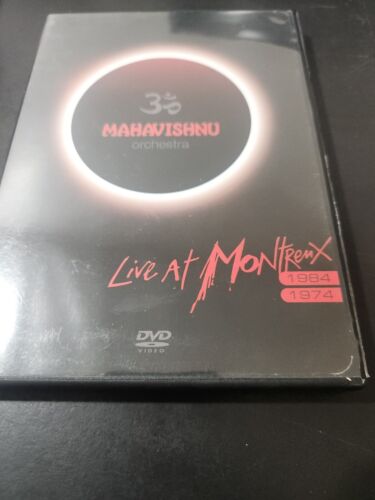 ॐ
MAHAVISHNU
orchestra
Live At Montreux
1984
1974
DVD
VIDEO